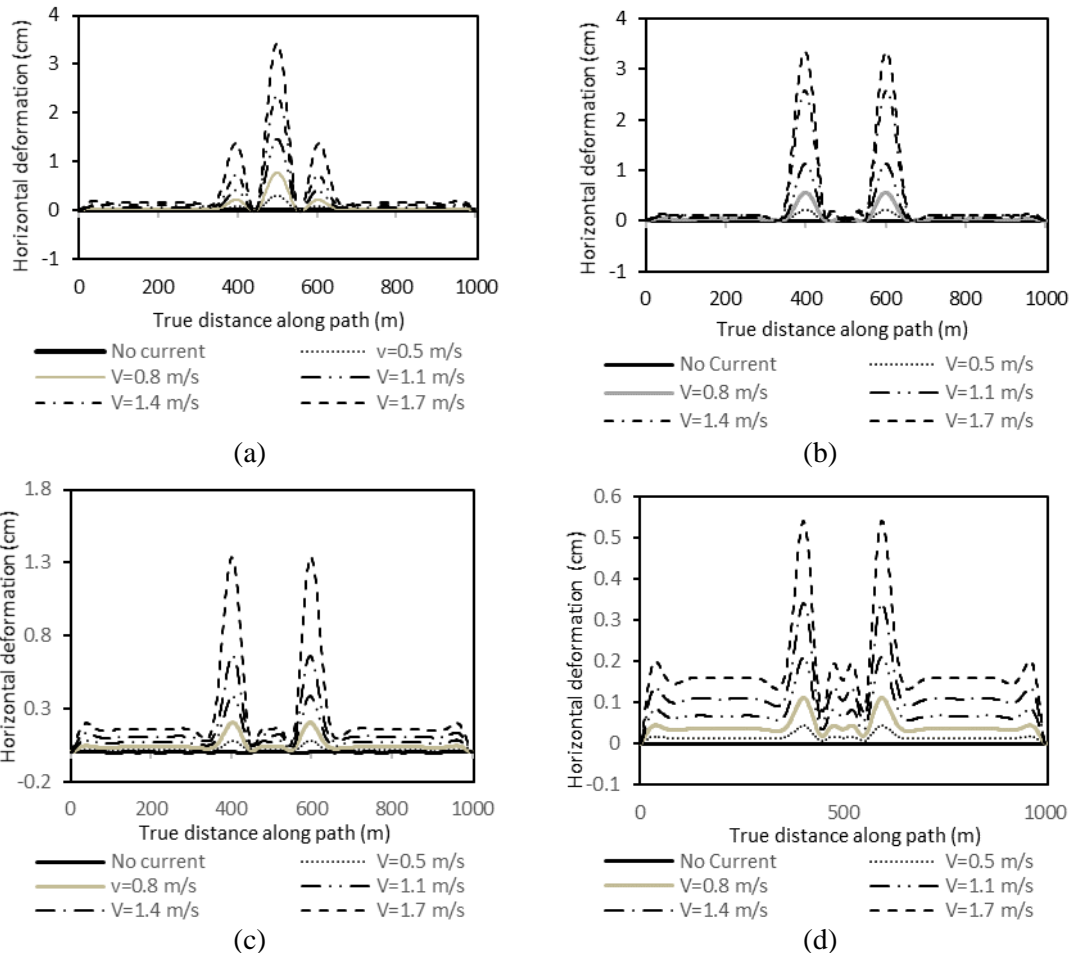 Horizontal deformation (cm)
4
3
2
1
0
-1
0 200 400 600 800 1000
True distance along path (m)
No current v=0.5 m/s
V=0.8 m/s V=1.1 m/s
V=1.4 m/s V=1.7 m/s
(a)
Horizontal deformation (cm)
4
3
2
1
0
-1
0 200 400 600 800 1000
True distance along path (m)
No Current V=0.5 m/s
V=0.8 m/s V=1.1 m/s
V=1.4 m/s V=1.7 m/s
(b)
Horizontal deformation (cm)
1.8
1.3
0.8
0.3
-0.2
0 200 400 600 800 1000
True distance along path (m)
No current V=0.5 m/s
v=0.8 m/s V=1.1 m/s
V=1.4 m/s V=1.7 m/s
(c)
Horizontal deformation (cm)
0.6
0.5
0.4
0.3
0.2
0.1
0
-0.1
0 500 1000
True distance along path (m)
No Current V=0.5 m/s
V=0.8 m/s V=1.1 m/s
V=1.4 m/s V=1.7 m/s
(d)